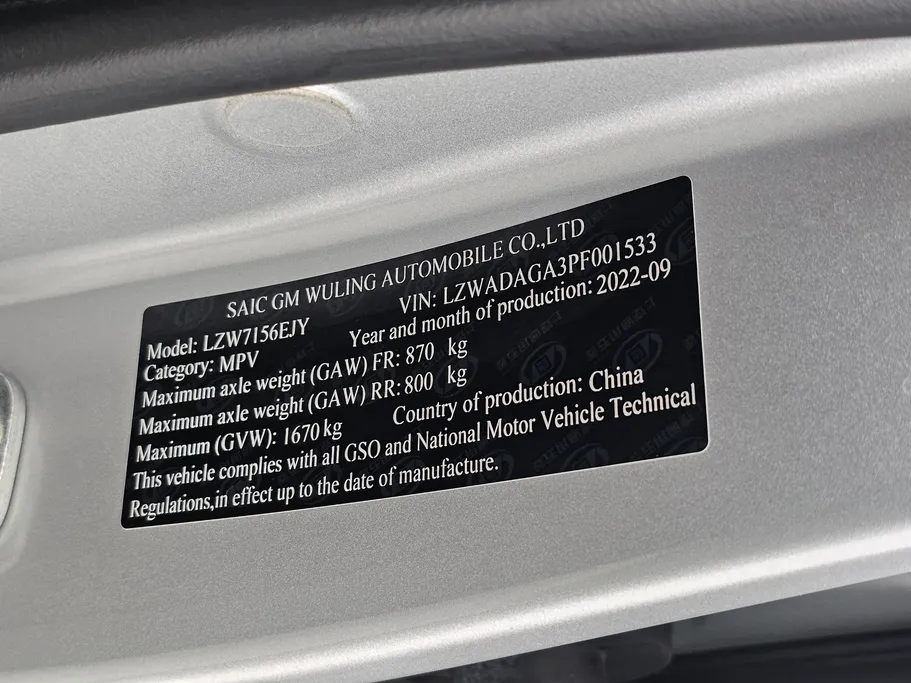 SAIC GM WULING AUTOMOBILE CO.,LTD
Model: LZW7156EJY VIN: LZWADAGA3PF001533
Category: MPV Year and month of production: 2022-09
Maximum axle weight (GAW) FR: 870 kg
Maximum axle weight (GAW) RR: 800 kg
Maximum (GVW): 1670 kg Country of production: China
This vehicle complies with all GSO and National Motor Vehicle Technical
Regulations,in effect up to the date of manufacture.